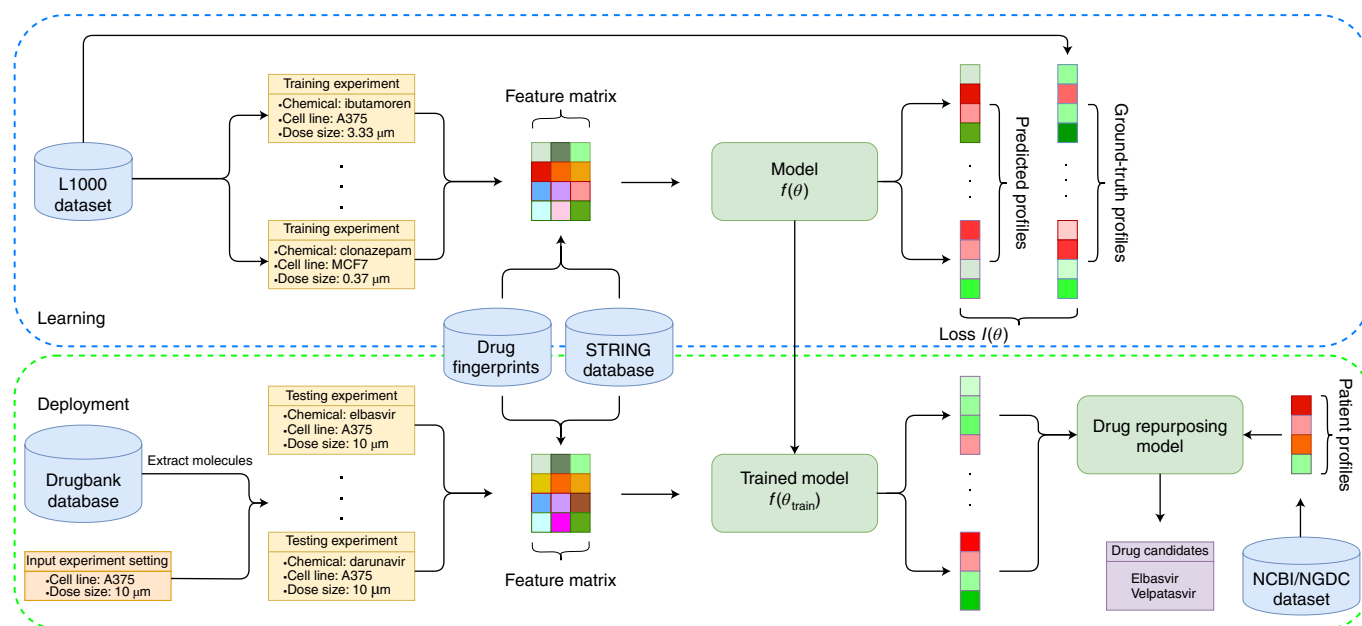 Training experiment
•Chemical: ibutamoren
•Cell line: A375
•Dose size: 3.33 μm
L1000
dataset
Training experiment
•Chemical: clonazepam
•Cell line: MCF7
•Dose size: 0.37 μm
Feature matrix
Model
f(θ)
Predicted profiles
Ground-truth profiles
Loss l(θ)
Learning
Drug
fingerprints
STRING
database
Deployment
Drugbank
database
Extract molecules
Input experiment setting
•Cell line: A375
•Dose size: 10 μm
Testing experiment
•Chemical: elbasvir
•Cell line: A375
•Dose size: 10 μm
Testing experiment
•Chemical: darunavir
•Cell line: A375
•Dose size: 10 μm
Feature matrix
Trained model
f(θtrain)
Drug repurposing
model
Patient profiles
Drug candidates
Elbasvir
Velpatasvir
NCBI/NGDC
dataset